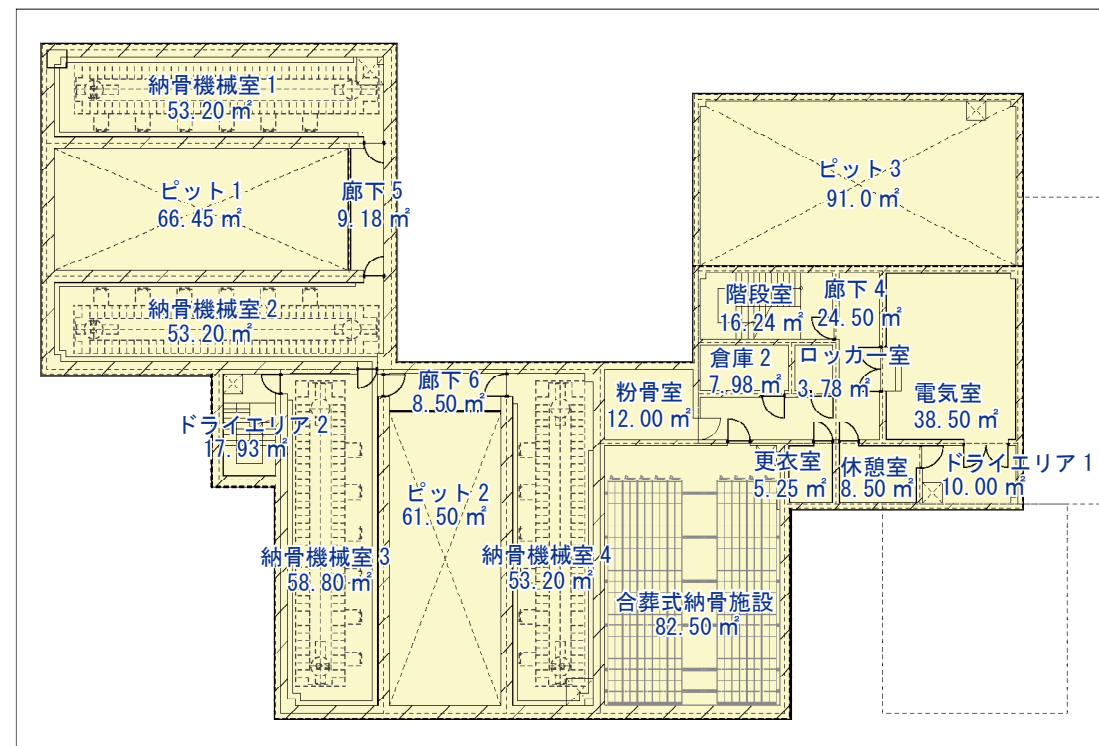 納骨機械室 1
53.20 ㎡
ピット 1
66.45 ㎡
廊下 5
9.18 ㎡
納骨機械室 2
53.20 ㎡
ピット 3
91.0 ㎡
階段室
16.24 ㎡
廊下 4
24.50 ㎡
倉庫 2
7.98 ㎡
ロッカー室
3.78 ㎡
電気室
38.50 ㎡
廊下 6
8.50 ㎡
粉骨室
12.00 ㎡
ドライエリア 2
17.93 ㎡
更衣室
5.25 ㎡
休憩室
8.50 ㎡
ドライエリア 1
10.00 ㎡
ピット 2
61.50 ㎡
納骨機械室 3
58.80 ㎡
納骨機械室 4
53.20 ㎡
合葬式納骨施設
82.50 ㎡